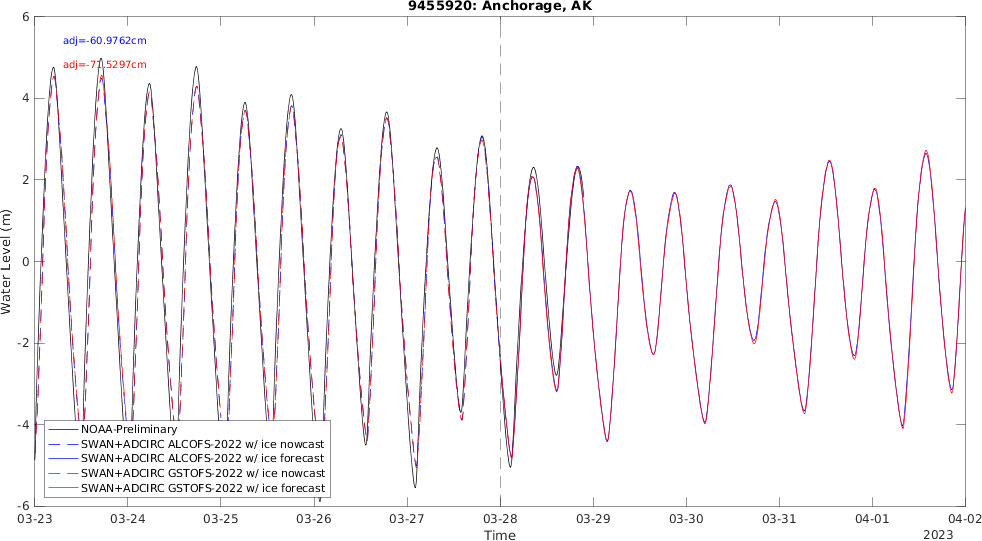 9455920: Anchorage, AK
adj=-60.9762cm
adj=-71.5297cm
Water Level (m)
6
4
2
0
-2
-4
-6
NOAA-Preliminary
SWAN+ADCIRC ALCOFS-2022 w/ ice nowcast
SWAN+ADCIRC ALCOFS-2022 w/ ice forecast
SWAN+ADCIRC GSTOFS-2022 w/ ice nowcast
SWAN+ADCIRC GSTOFS-2022 w/ ice forecast
03-23 03-24 03-25 03-26 03-27 03-28 03-29 03-30 03-31 04-01 04-02
Time
2023